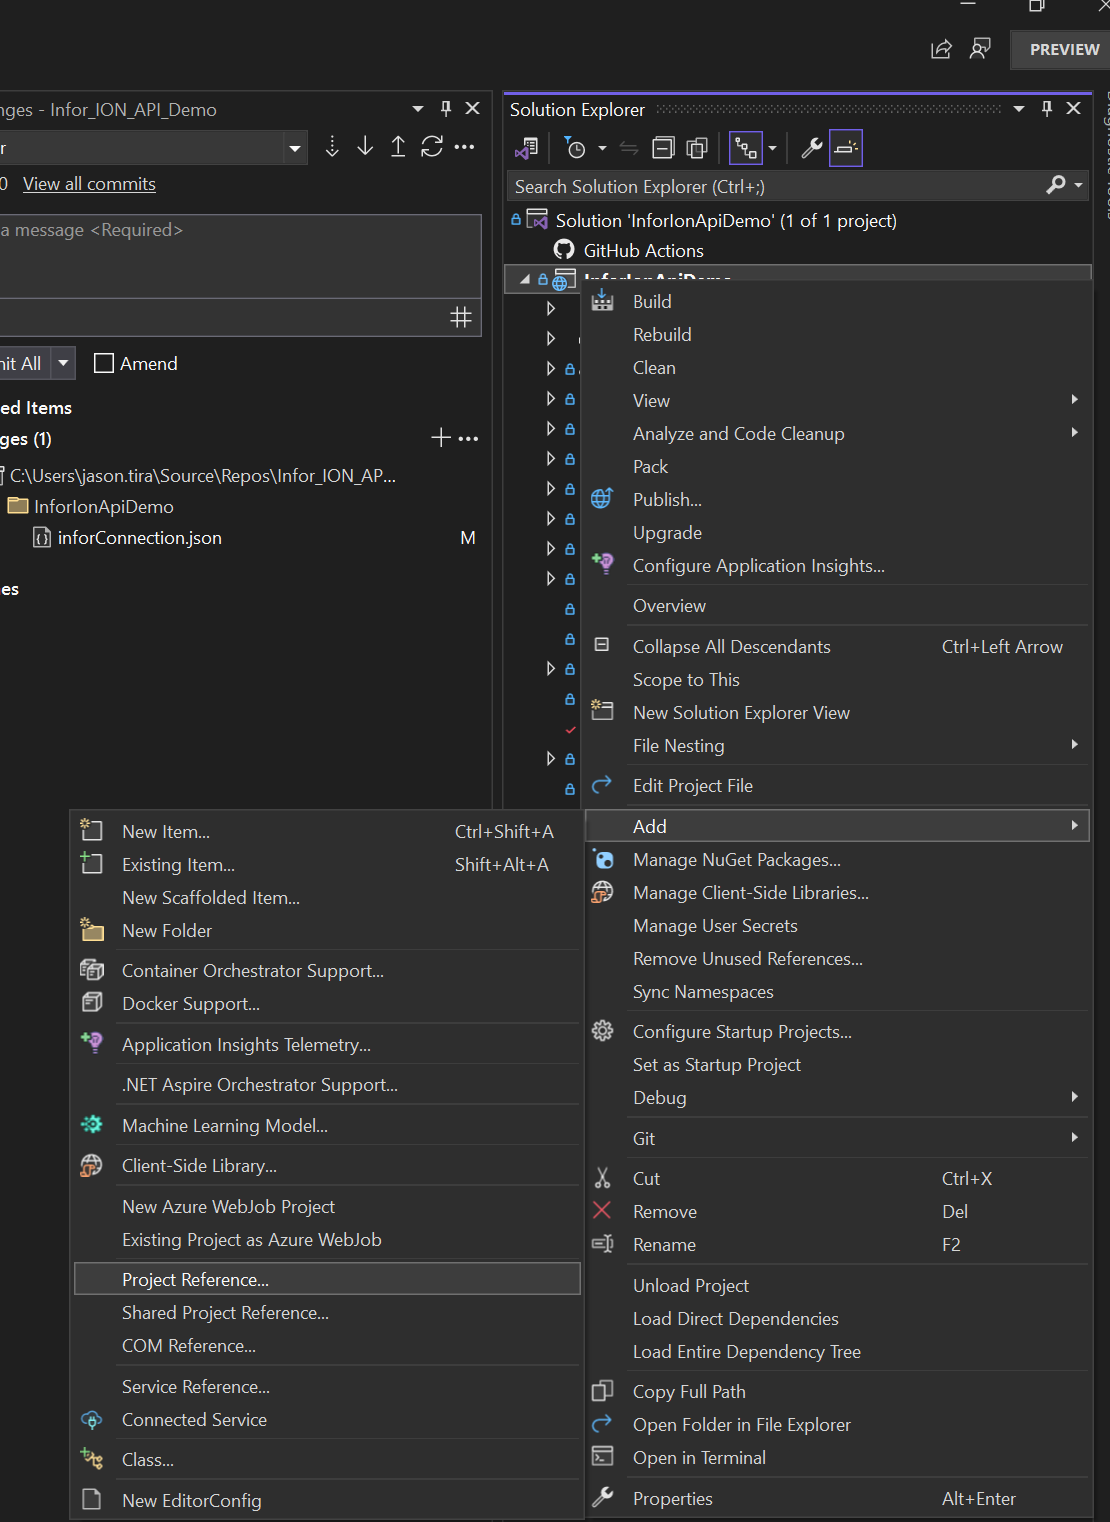 PREVIEW
nges - Infor_ION_API_Demo
r
0 View all commits
a message <Required>
nit All
Amend
ed Items
ges (1)
C:\Users\jason.tira\Source\Repos\Infor_ION_AP...
InforIonApiDemo
inforConnection.json M
es
Solution Explorer
Search Solution Explorer (Ctrl+;)
Solution 'InforIonApiDemo' (1 of 1 project)
GitHub Actions
InforIonApiDemo
Build
Rebuild
Clean
View
Analyze and Code Cleanup
Pack
Publish...
Upgrade
Configure Application Insights...
Overview
Collapse All Descendants Ctrl+Left Arrow
Scope to This
New Solution Explorer View
File Nesting
Edit Project File
Add
Manage NuGet Packages...
Manage Client-Side Libraries...
Manage User Secrets
Remove Unused References...
Sync Namespaces
Configure Startup Projects...
Set as Startup Project
Debug
Git
Cut Ctrl+X
Remove Del
Rename F2
Unload Project
Load Direct Dependencies
Load Entire Dependency Tree
Copy Full Path
Open Folder in File Explorer
Open in Terminal
Properties Alt+Enter
New Item... Ctrl+Shift+A
Existing Item... Shift+Alt+A
New Scaffolded Item...
New Folder
Container Orchestrator Support...
Docker Support...
Application Insights Telemetry...
.NET Aspire Orchestrator Support...
Machine Learning Model...
Client-Side Library...
New Azure WebJob Project
Existing Project as Azure WebJob
Project Reference...
Shared Project Reference...
COM Reference...
Service Reference...
Connected Service
Class...
New EditorConfig